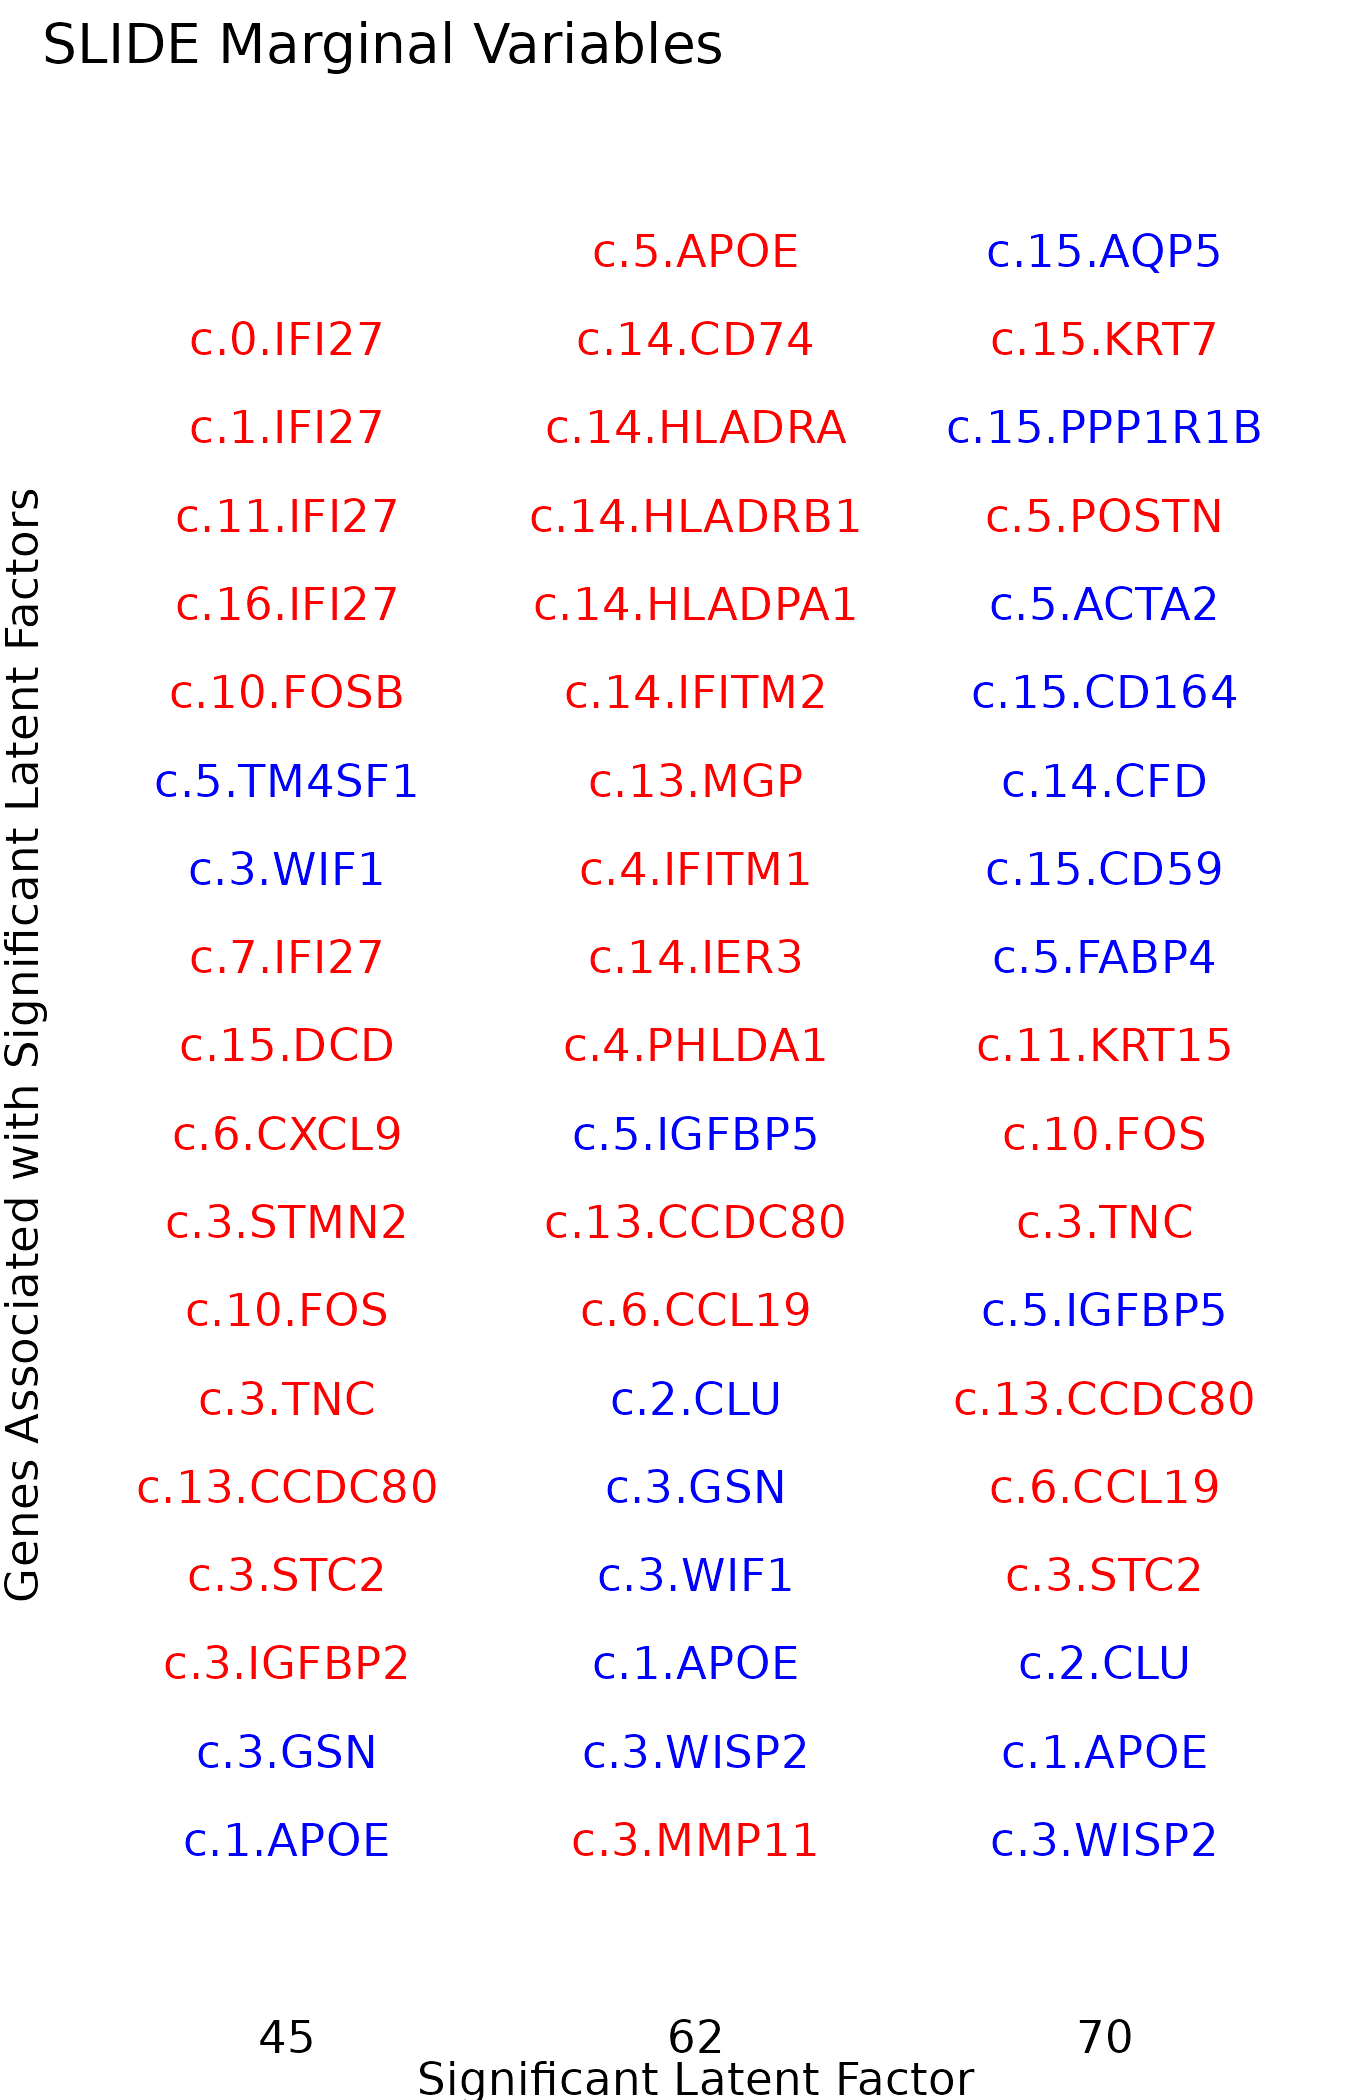 SLIDE Marginal Variables
Genes Associated with Significant Latent Factors
c.5.APOE c.15.AQP5
c.0.IFI27 c.14.CD74 c.15.KRT7
c.1.IFI27 c.14.HLADRA c.15.PPP1R1B
c.11.IFI27 c.14.HLADRB1 c.5.POSTN
c.16.IFI27 c.14.HLADPA1 c.5.ACTA2
c.10.FOSB c.14.IFITM2 c.15.CD164
c.5.TM4SF1 c.13.MGP c.14.CFD
c.3.WIF1 c.4.IFITM1 c.15.CD59
c.7.IFI27 c.14.IER3 c.5.FABP4
c.15.DCD c.4.PHLDA1 c.11.KRT15
c.6.CXCL9 c.5.IGFBP5 c.10.FOS
c.3.STMN2 c.13.CCDC80 c.3.TNC
c.10.FOS c.6.CCL19 c.5.IGFBP5
c.3.TNC c.2.CLU c.13.CCDC80
c.13.CCDC80 c.3.GSN c.6.CCL19
c.3.STC2 c.3.WIF1 c.3.STC2
c.3.IGFBP2 c.1.APOE c.2.CLU
c.3.GSN c.3.WISP2 c.1.APOE
c.1.APOE c.3.MMP11 c.3.WISP2
45 62 70
Significant Latent Factor